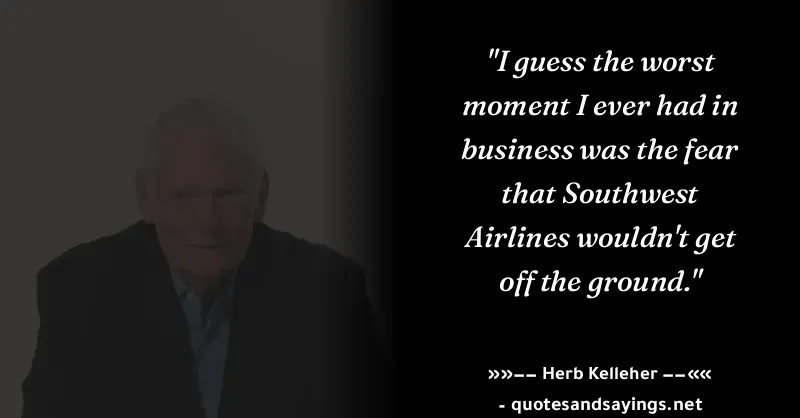 "I guess the worst
moment I ever had in
business was the fear
that Southwest
Airlines wouldn't get
off the ground."
»»–– Herb Kelleher ––««
- quotesandsayings.net